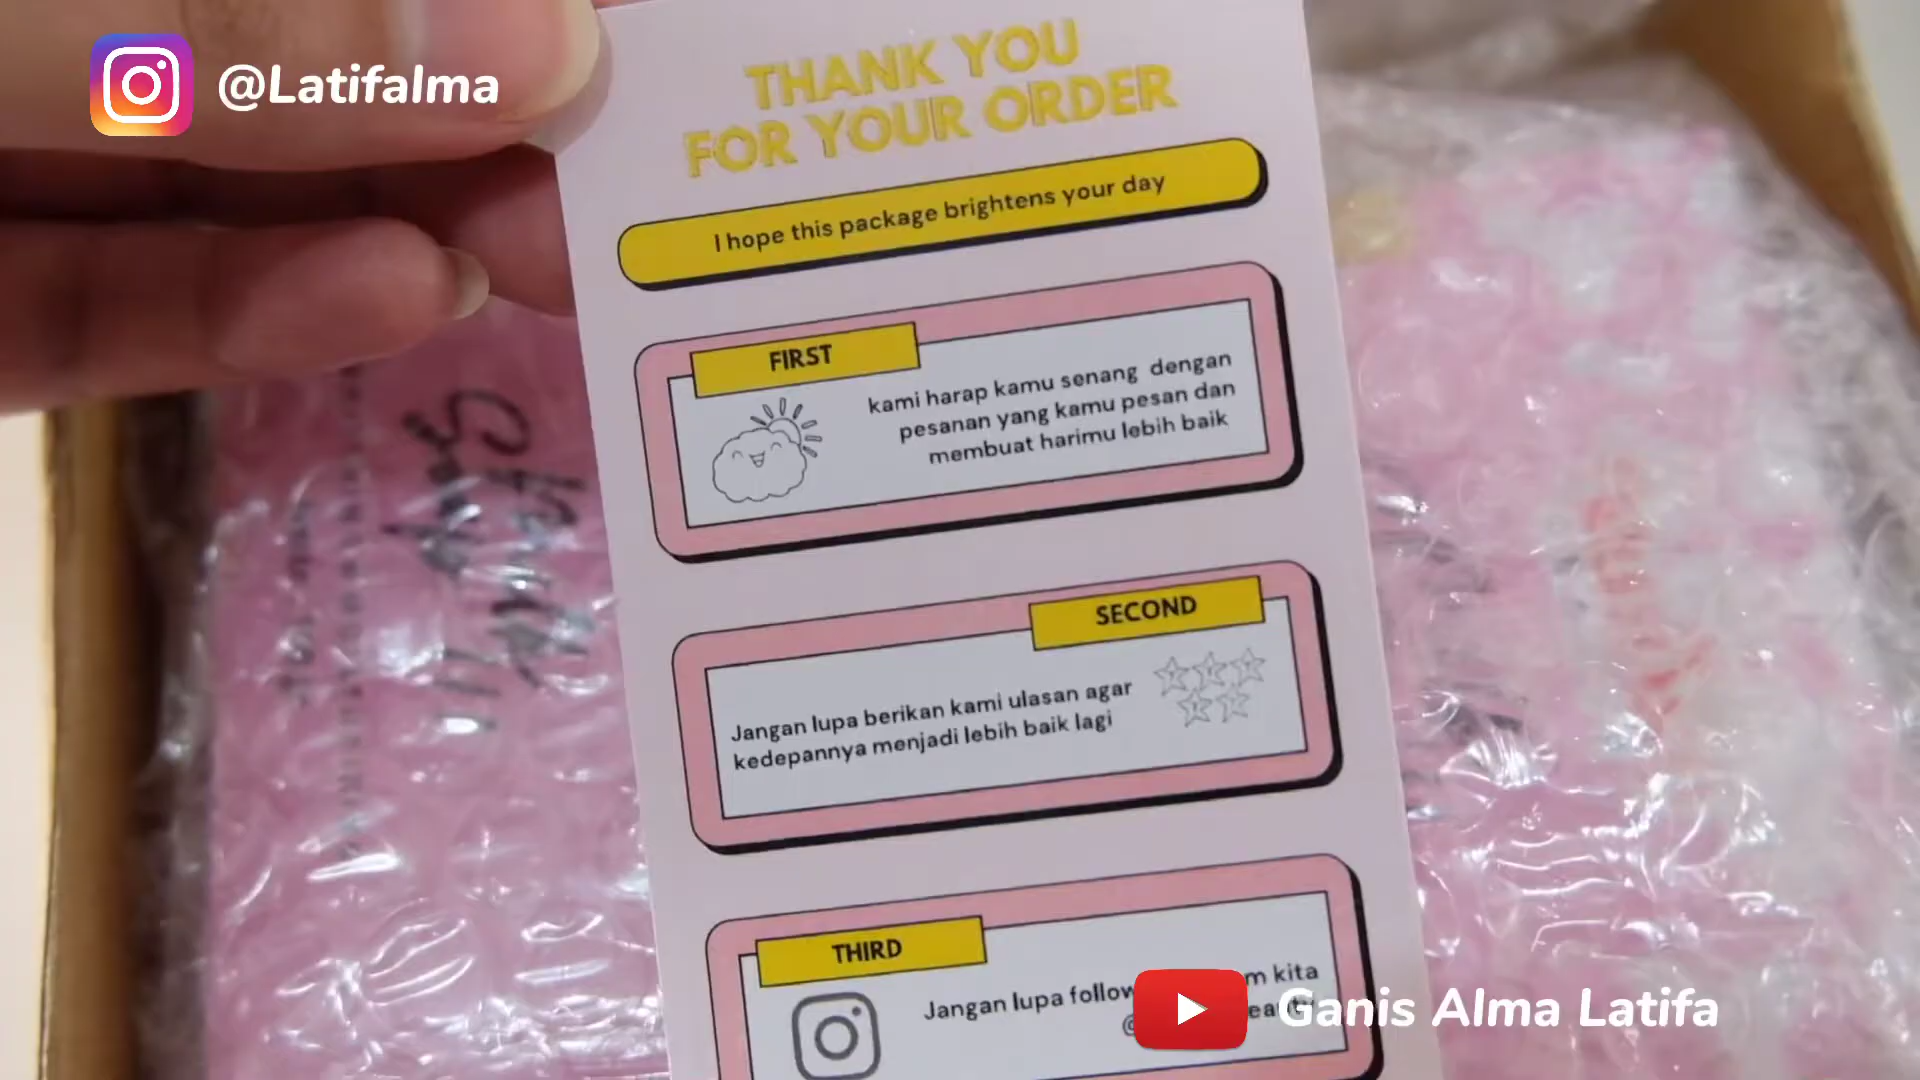 @Latifalma
THANK YOU
FOR YOUR ORDER
I hope this package brightens your day
FIRST
kami harap kamu senang dengan
pesanan yang kamu pesan dan
membuat harimu lebih baik
SECOND
Jangan lupa berikan kami ulasan agar
kedepannya menjadi lebih baik lagi
THIRD
Jangan lupa follow kita
Ganis Alma Latifa